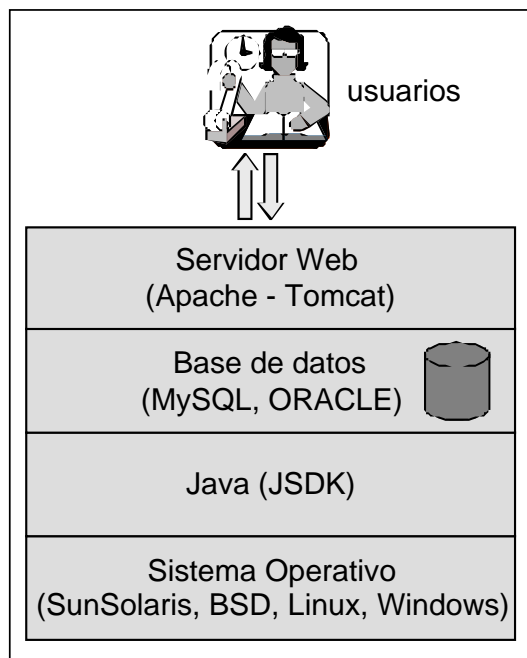 usuarios
Servidor Web
(Apache - Tomcat)
Base de datos
(MySQL, ORACLE)
Java (JSDK)
Sistema Operativo
(SunSolaris, BSD, Linux, Windows)